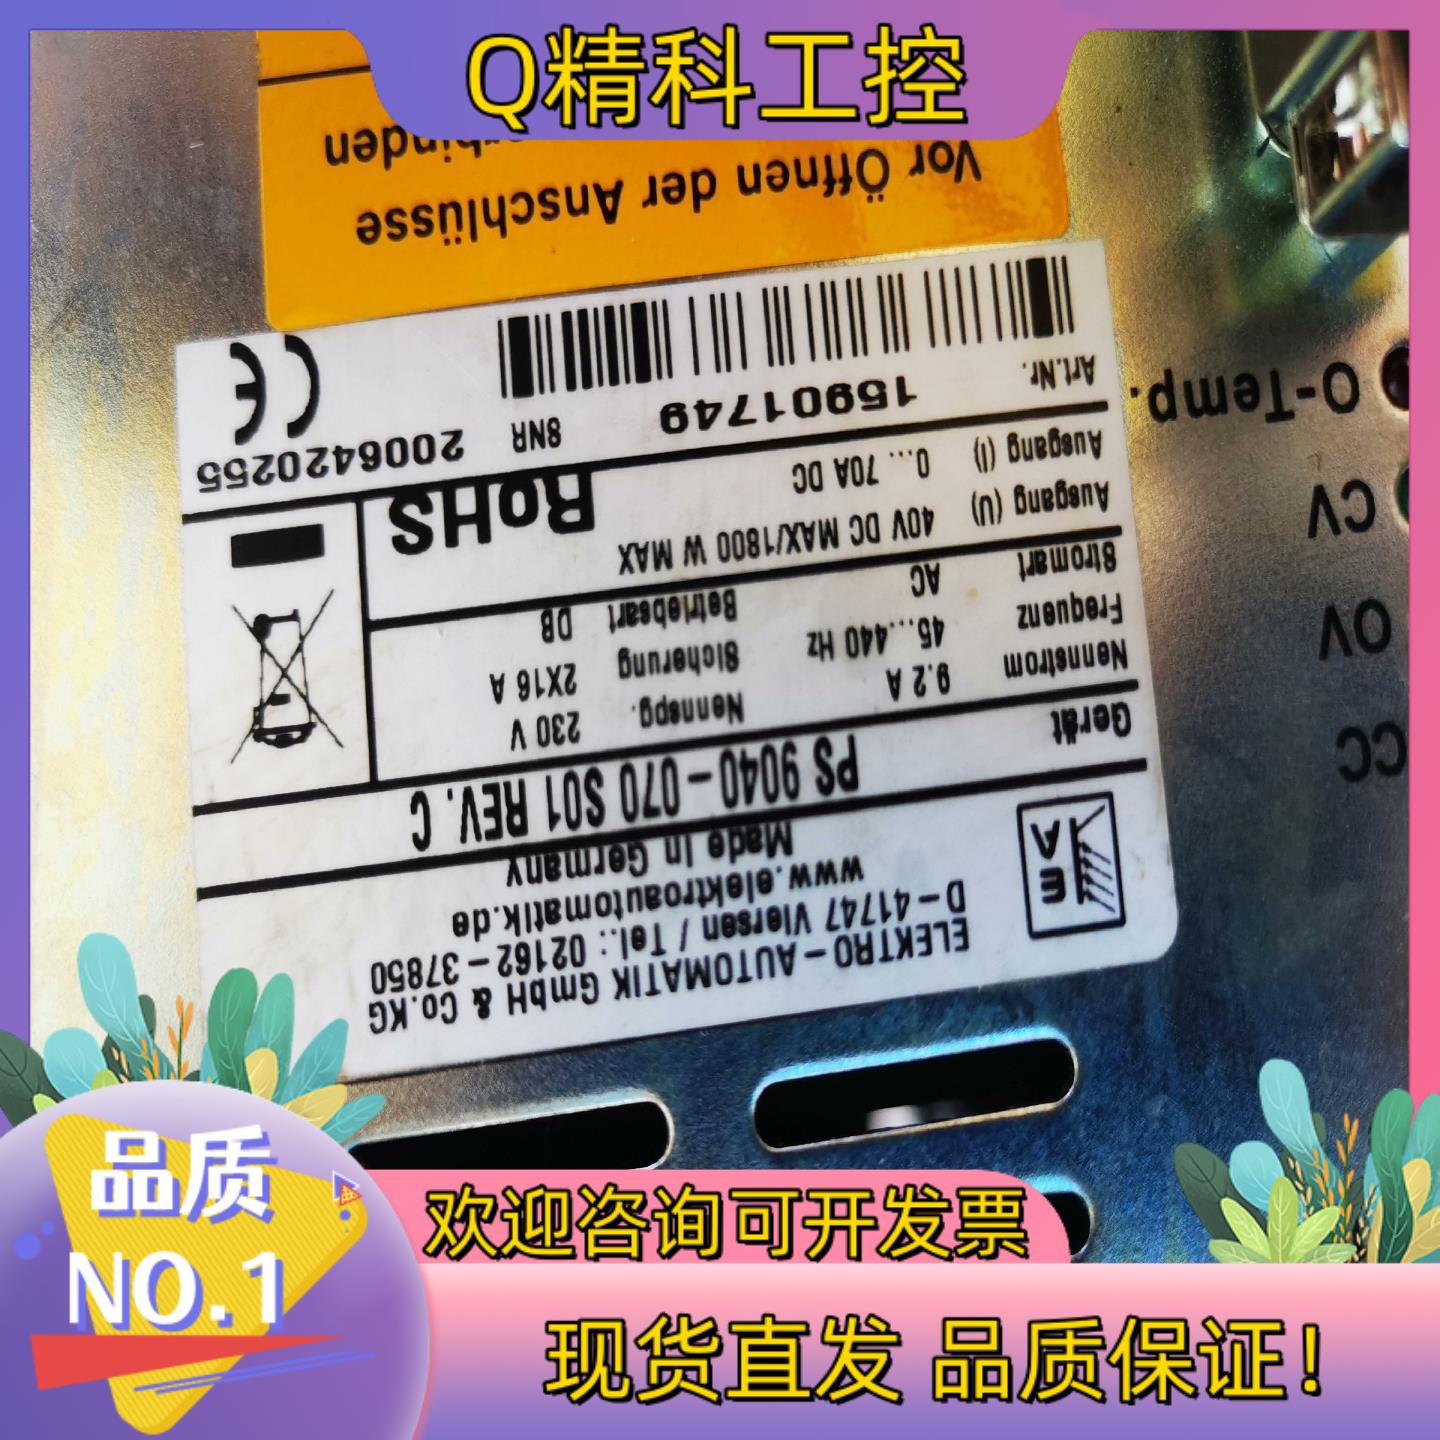 Q精科工控
Vor Öffnen der Anschlüsse
ELEKTRO-AUTOMATIK GmbH & Co.KG
D-41747 Viersen / Tel.: 02162-37850
www.elektroautomatik.de
Made In Germany
EA
Gerät PS 9040-070 S01 REV. C
Nennstrom 9.2 A Nennspg. 230 V
Frequenz 45...440 Hz Sicherung 2X16 A
Stromart AC Betriebsart DB
Ausgang (U) 40V DC MAX/1800 W MAX
Ausgang (I) 0... 70A DC
RoHS
Art.Nr. 15901749 SNR 2006420255
CE
O-Temp.
CV
OV
CC
品质
NO.1
欢迎咨询可开发票
现货直发 品质保证!